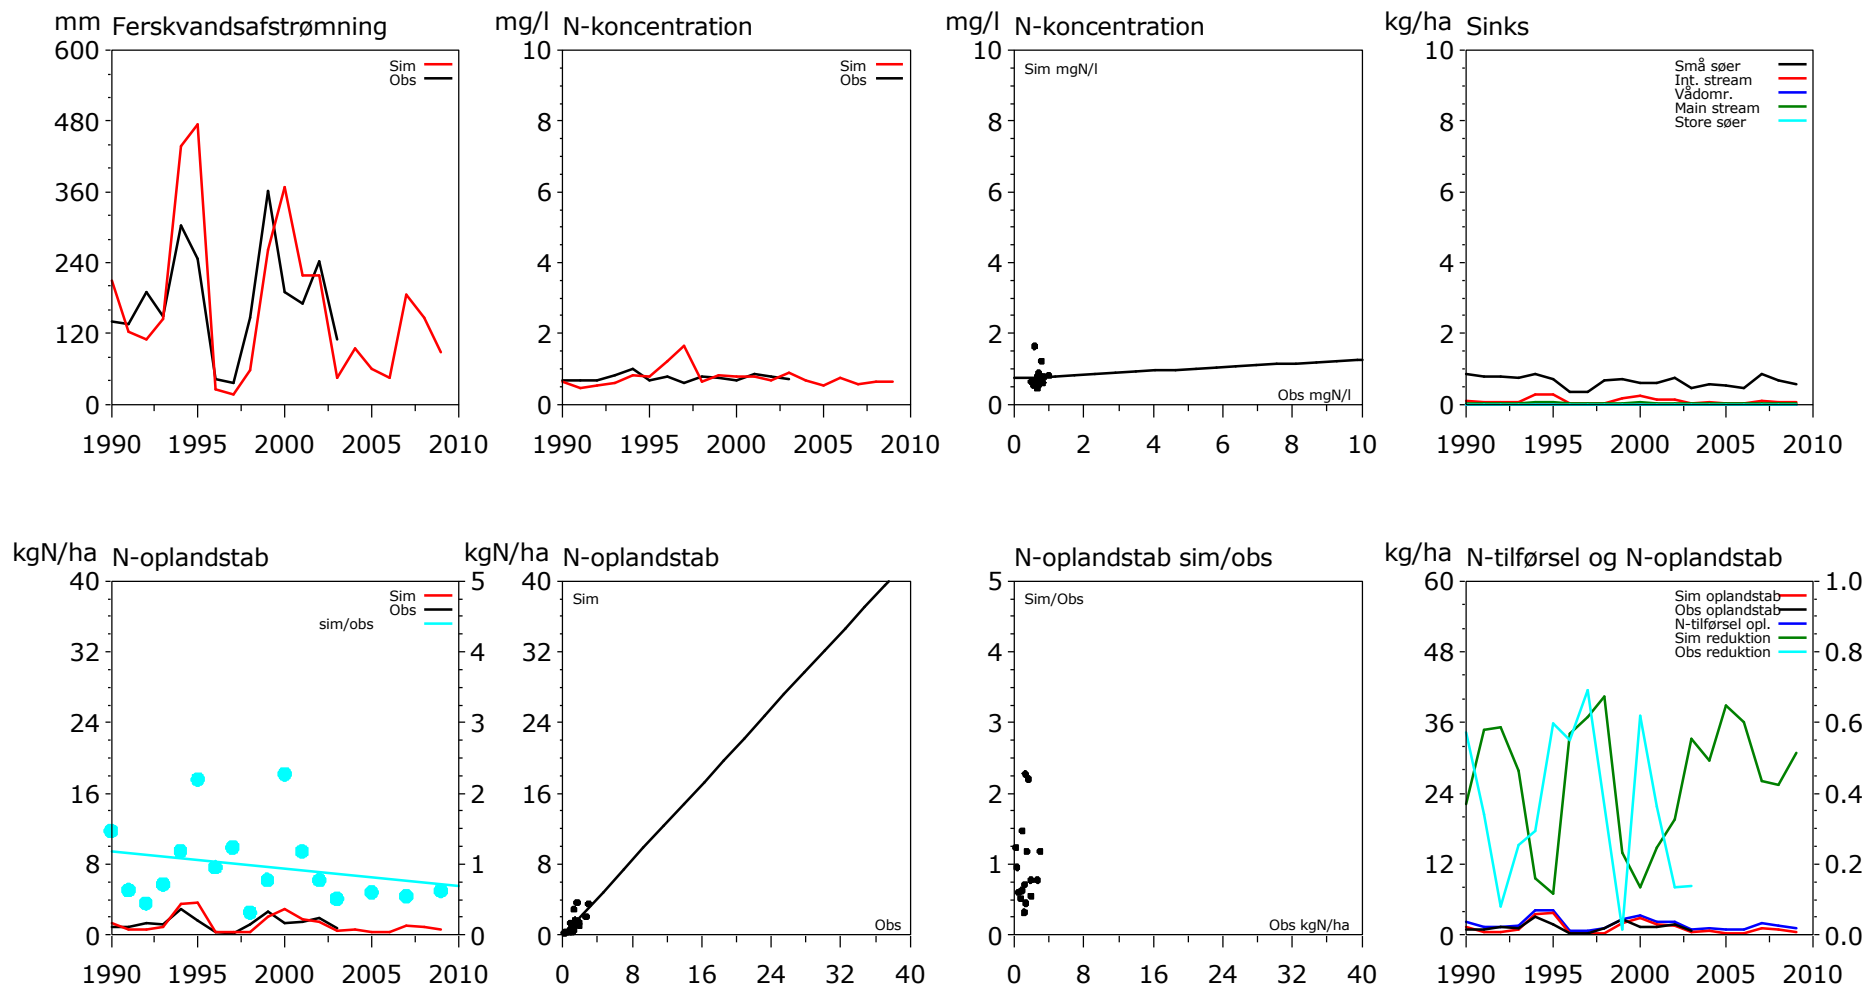 mm Ferskvandsafstrømning
600
480
360
240
120
0
Sim
Obs
1990 1995 2000 2005 2010
mg/l N-koncentration
10
8
6
4
2
0
Sim
Obs
1990 1995 2000 2005 2010
mg/l N-koncentration
10
8
6
4
2
0
Sim mgN/l
Obs mgN/l
0 2 4 6 8 10
kg/ha Sinks
10
8
6
4
2
0
Små søer
Int. stream
Vådomr.
Main stream
Store søer
1990 1995 2000 2005 2010
kgN/ha N-oplandstab
40
32
24
16
8
0
Sim
Obs
sim/obs
5
4
3
2
1
0
1990 1995 2000 2005 2010
kgN/ha N-oplandstab
40
32
24
16
8
0
Sim
Obs
0 8 16 24 32 40
N-oplandstab sim/obs
5
4
3
2
1
0
Sim/Obs
Obs kgN/ha
0 8 16 24 32 40
kg/ha N-tilførsel og N-oplandstab
60
48
36
24
12
0
Sim oplandstab
Obs oplandstab
N-tilførsel opl.
Sim reduktion
Obs reduktion
1.0
0.8
0.6
0.4
0.2
0.0
1990 1995 2000 2005 2010